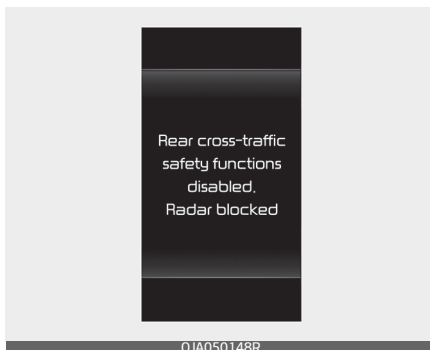 Rear cross-traffic
safety functions
disabled.
Radar blocked
OJA050148R